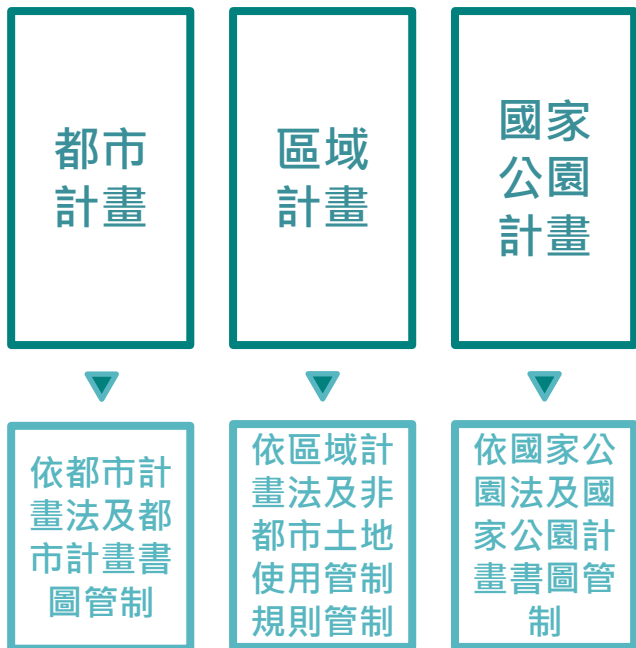 都市
計畫
區域
計畫
國家
公園
計畫
依都市計
畫法及都
市計畫書
圖管制
依區域計
畫法及非
都市土地
使用管制
規則管制
依國家公
園法及國
家公園計
畫書圖管
制